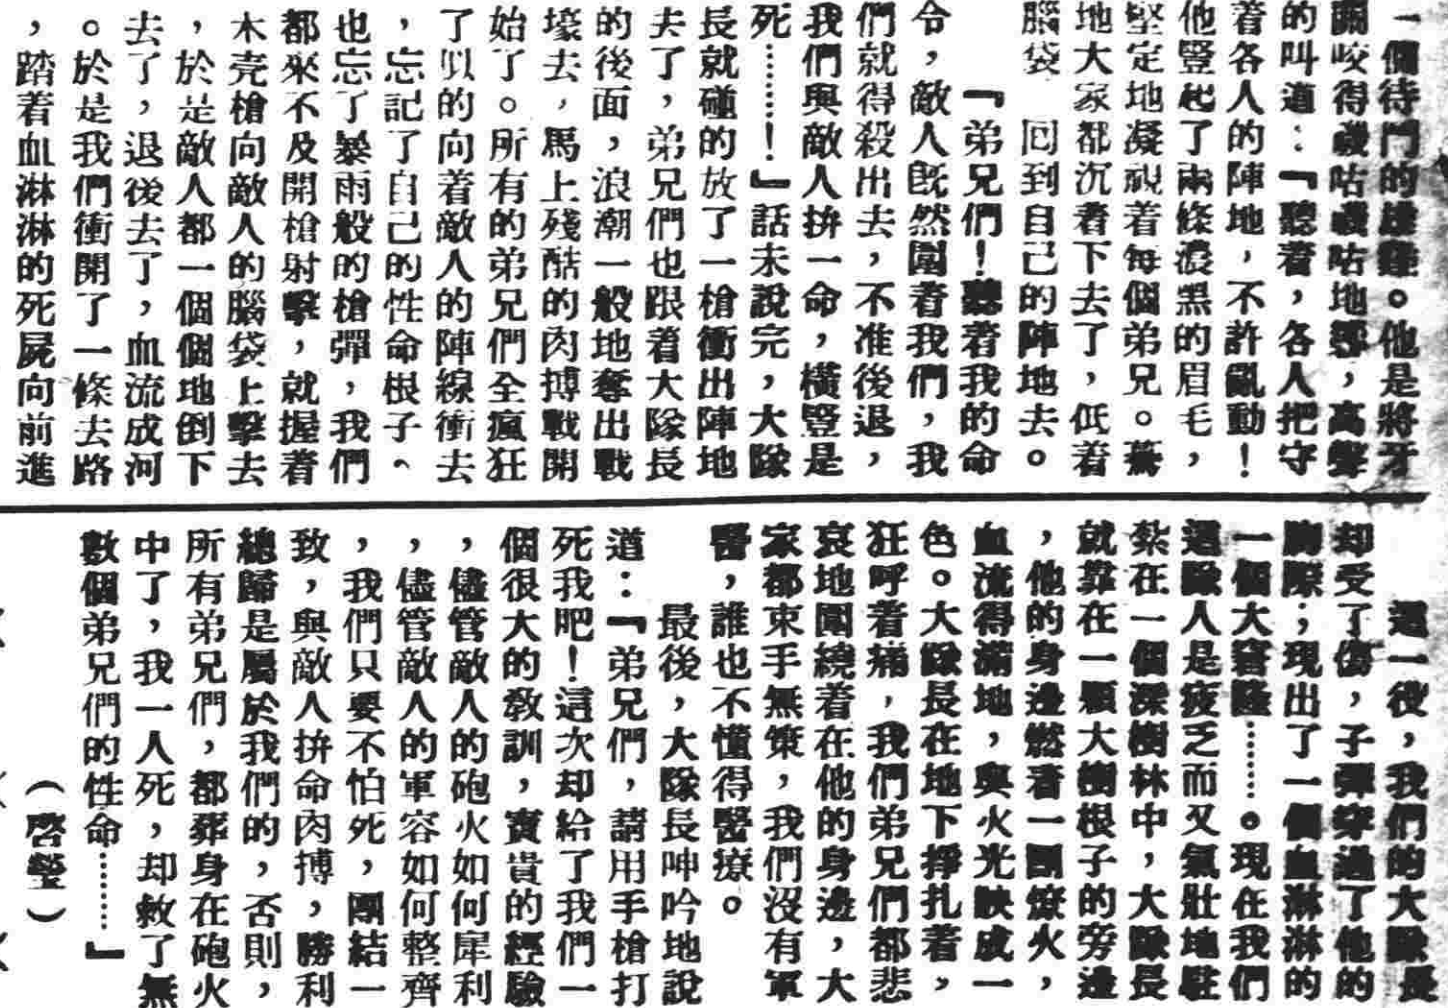 一個待鬥的雄雞。他是將牙
關咬得嘰咕嘰咕地響，高聲
的叫道：『聽着，各人把守
着各人的陣地，不許亂動！
他豎起了兩條濃黑的眉毛，
堅定地凝視着每個弟兄。驀
地大家都沉着下去了，低着
腦袋　回到自己的陣地去。
『弟兄們！聽着我的命
令，敵人既然圍着我們，我
們就得殺出去，不准後退，
我們與敵人拚一命，橫豎是
死……！』話未說完，大隊
長就碰的放了一槍衝出陣地
去了，弟兄們也跟着大隊長
的後面，浪潮一般地奪出戰
壕去，馬上殘酷的肉搏戰開
始了。所有的弟兄們全瘋狂
了似的向着敵人的陣線衝去
，忘記了自己的性命根子、
也忘了暴雨般的槍彈，我們
都來不及開槍射擊，就握着
木壳槍向敵人的腦袋上擊去
，於是敵人都一個個地倒下
去了，退後去了，血流成河
。於是我們衝開了一條去路
，踏着血淋淋的死屍向前進
這一役，我們的大隊長
却受了傷，子彈穿過了他的
胸際；現出了一個血淋淋的
一個大窟窿……。現在我們
這隊人是疲乏而又氣壯地駐
紮在一個深樹林中，大隊長
就靠在一顆大樹根子的旁邊
，他的身邊燃着一團燎火，
血流得滿地，與火光映成一
色。大隊長在地下掙扎着，
狂呼着痛，我們弟兄們都悲
哀地圍繞着在他的身邊，大
家都束手無策，我們沒有軍
醫，誰也不懂得醫療。
最後，大隊長呻吟地說
道：『弟兄們，請用手槍打
死我吧！這次却給了我們一
個很大的教訓，寶貴的經驗
，儘管敵人的砲火如何犀利
，儘管敵人的軍容如何整齊
，我們只要不怕死，團結一
致，與敵人拚命肉搏，勝利
總歸是屬於我們的，否則，
所有弟兄們，都葬身在砲火
中了，我一人死，却救了無
數個弟兄們的性命……』
（啓瑩）